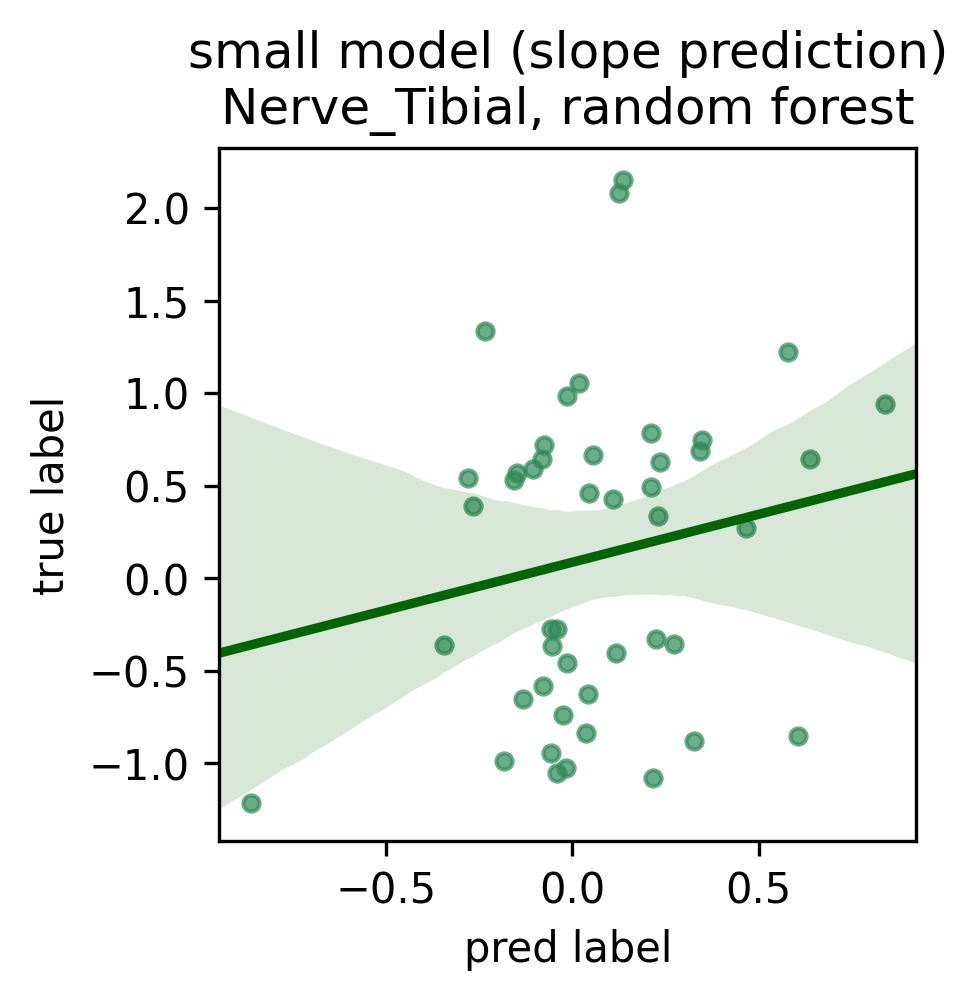 small model (slope prediction)
Nerve_Tibial, random forest
2.0
1.5
1.0
0.5
0.0
−0.5
−1.0
true label
−0.5 0.0 0.5
pred label